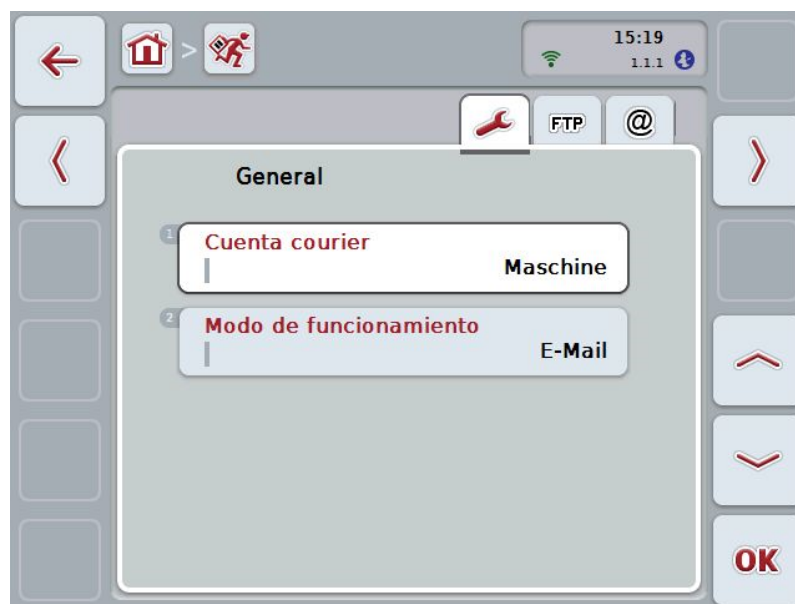 15:19
1.1.1
FTP
@
General
1
Cuenta courier
Maschine
2
Modo de funcionamiento
E-Mail
OK